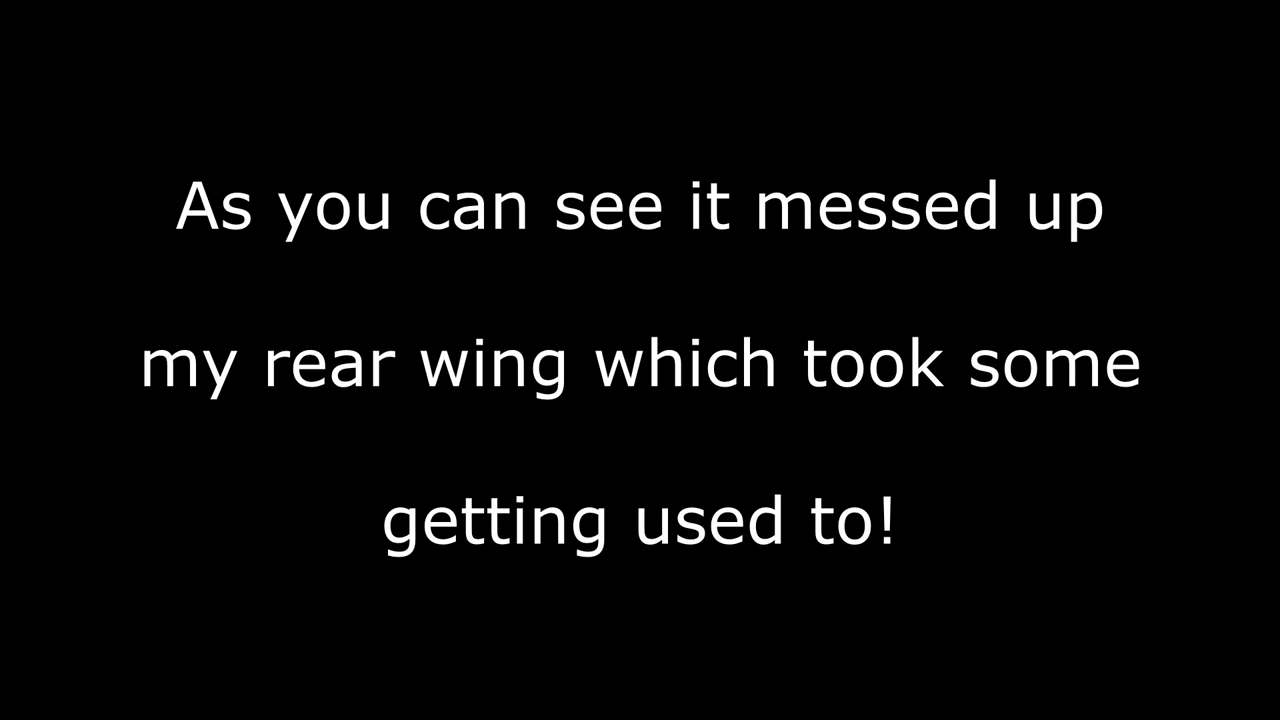 As you can see it messed up
my rear wing which took some
getting used to!